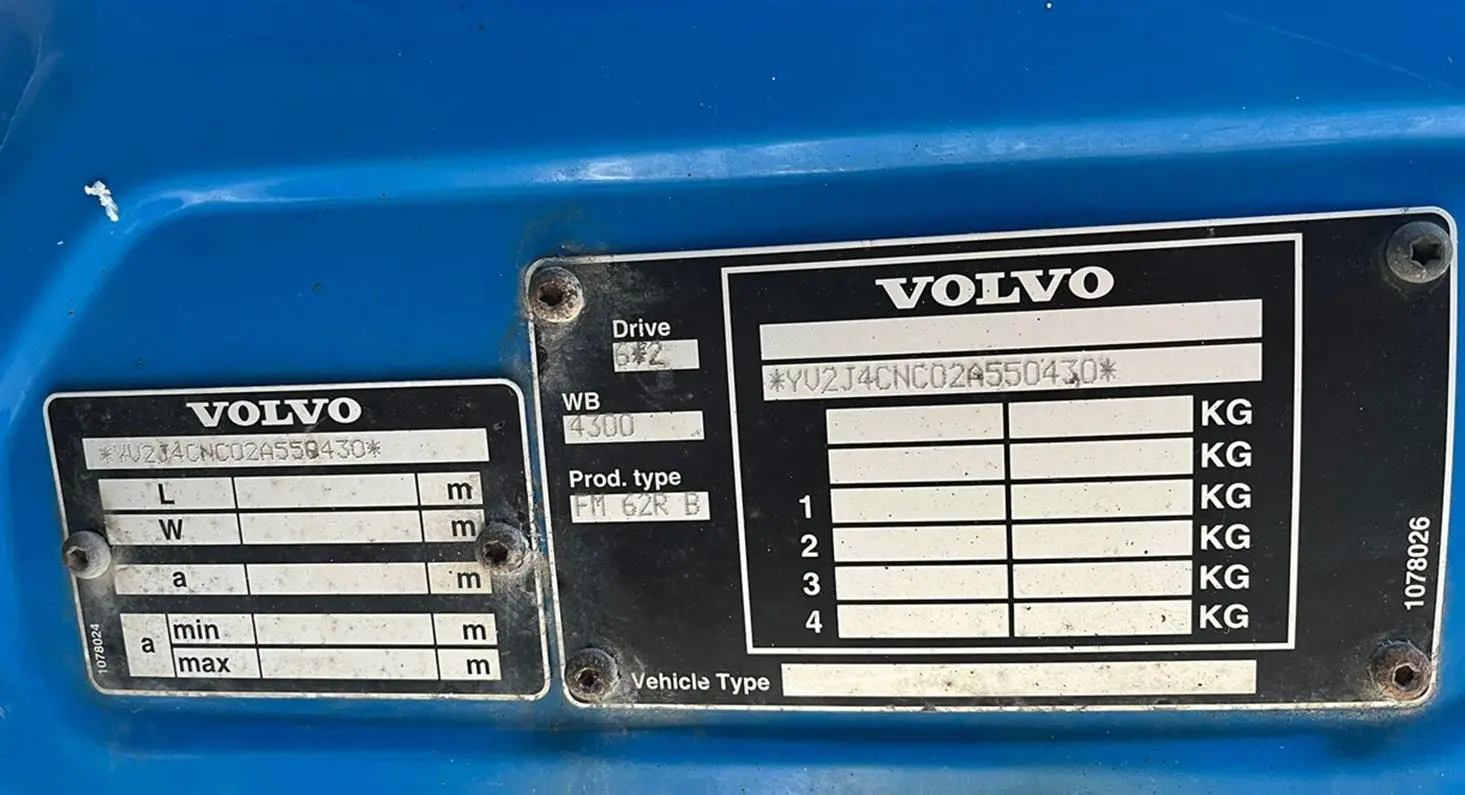 VOLVO
*YV2J4CNC02A550430*
L m
W m
a m
a min m
max m
1078024
VOLVO
Drive
6*2
*YV2J4CNC02A550430*
WB
4300
Prod. type
FM 62R B
KG
KG
1 KG
2 KG
3 KG
4 KG
Vehicle Type
1078026